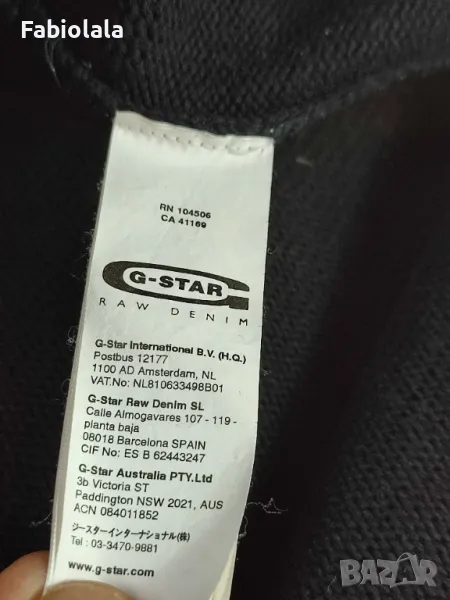 Fabiolala
RN 104506
CA 41169
G-STAR
RAW DENIM
G-Star International B.V. (H.Q.)
Postbus 12177
1100 AD Amsterdam, NL
VAT.No: NL810633498B01
G-Star Raw Denim SL
Calle Almogavares 107 - 119 -
planta baja
08018 Barcelona SPAIN
CIF No: ES B 62443247
G-Star Australia PTY.Ltd
3b Victoria ST
Paddington NSW 2021, AUS
ACN 084011852
ジースターインターナショナル(株)
Tel : 03-3470-9881
www.g-star.com
BAZAR